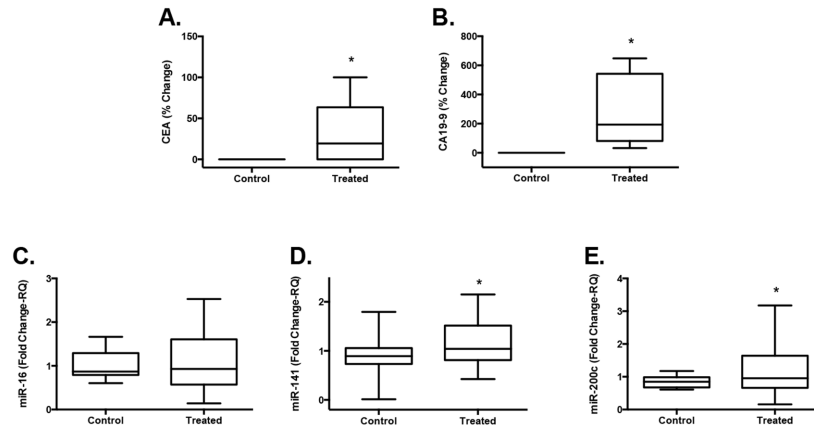 A.
CEA (% Change)
150
100
50
0
*
Control
Treated
B.
CA19-9 (% Change)
800
600
400
200
0
*
Control
Treated
C.
miR-16 (Fold Change-RQ)
3
2
1
0
Control
Treated
D.
miR-141 (Fold Change-RQ)
2
1
0
*
Control
Treated
E.
miR-200c (Fold Change-RQ)
4
3
2
1
0
*
Control
Treated